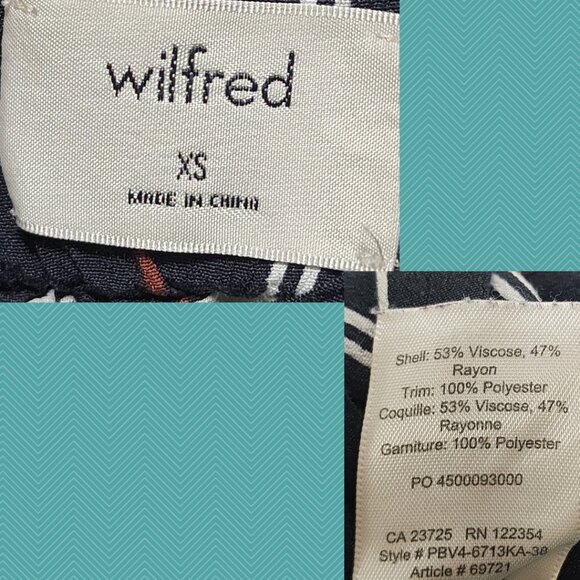 wilfred
XS
MADE IN CHINA
Shell: 53% Viscose, 47%
Rayon
Trim: 100% Polyester
Coquille: 53% Viscose, 47%
Rayonne
Garniture: 100% Polyester
PO 4500093000
CA 23725 RN 122354
Style # PBV4-6713KA-38
Article # 69721